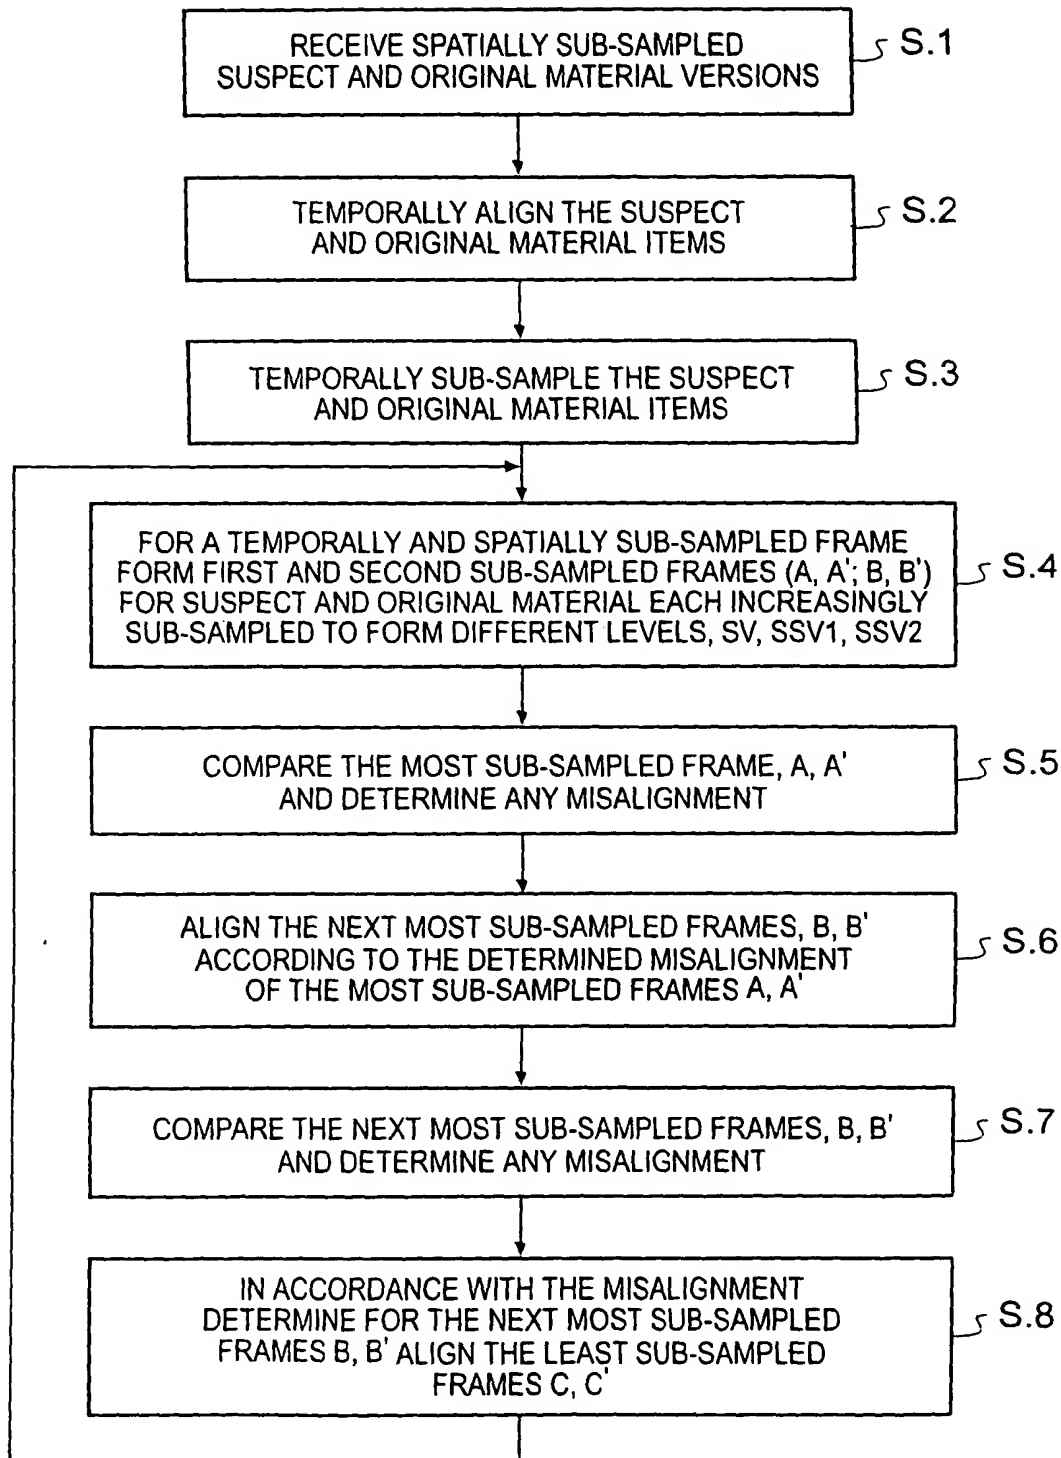 RECEIVE SPATIALLY SUB-SAMPLED
SUSPECT AND ORIGINAL MATERIAL VERSIONS
S.1
TEMPORALLY ALIGN THE SUSPECT
AND ORIGINAL MATERIAL ITEMS
S.2
TEMPORALLY SUB-SAMPLE THE SUSPECT
AND ORIGINAL MATERIAL ITEMS
S.3
FOR A TEMPORALLY AND SPATIALLY SUB-SAMPLED FRAME
FORM FIRST AND SECOND SUB-SAMPLED FRAMES (A, A'; B, B')
FOR SUSPECT AND ORIGINAL MATERIAL EACH INCREASINGLY
SUB-SAMPLED TO FORM DIFFERENT LEVELS, SV, SSV1, SSV2
S.4
COMPARE THE MOST SUB-SAMPLED FRAME, A, A'
AND DETERMINE ANY MISALIGNMENT
S.5
ALIGN THE NEXT MOST SUB-SAMPLED FRAMES, B, B'
ACCORDING TO THE DETERMINED MISALIGNMENT
OF THE MOST SUB-SAMPLED FRAMES A, A'
S.6
COMPARE THE NEXT MOST SUB-SAMPLED FRAMES, B, B'
AND DETERMINE ANY MISALIGNMENT
S.7
IN ACCORDANCE WITH THE MISALIGNMENT
DETERMINE FOR THE NEXT MOST SUB-SAMPLED
FRAMES B, B' ALIGN THE LEAST SUB-SAMPLED
FRAMES C, C'
S.8